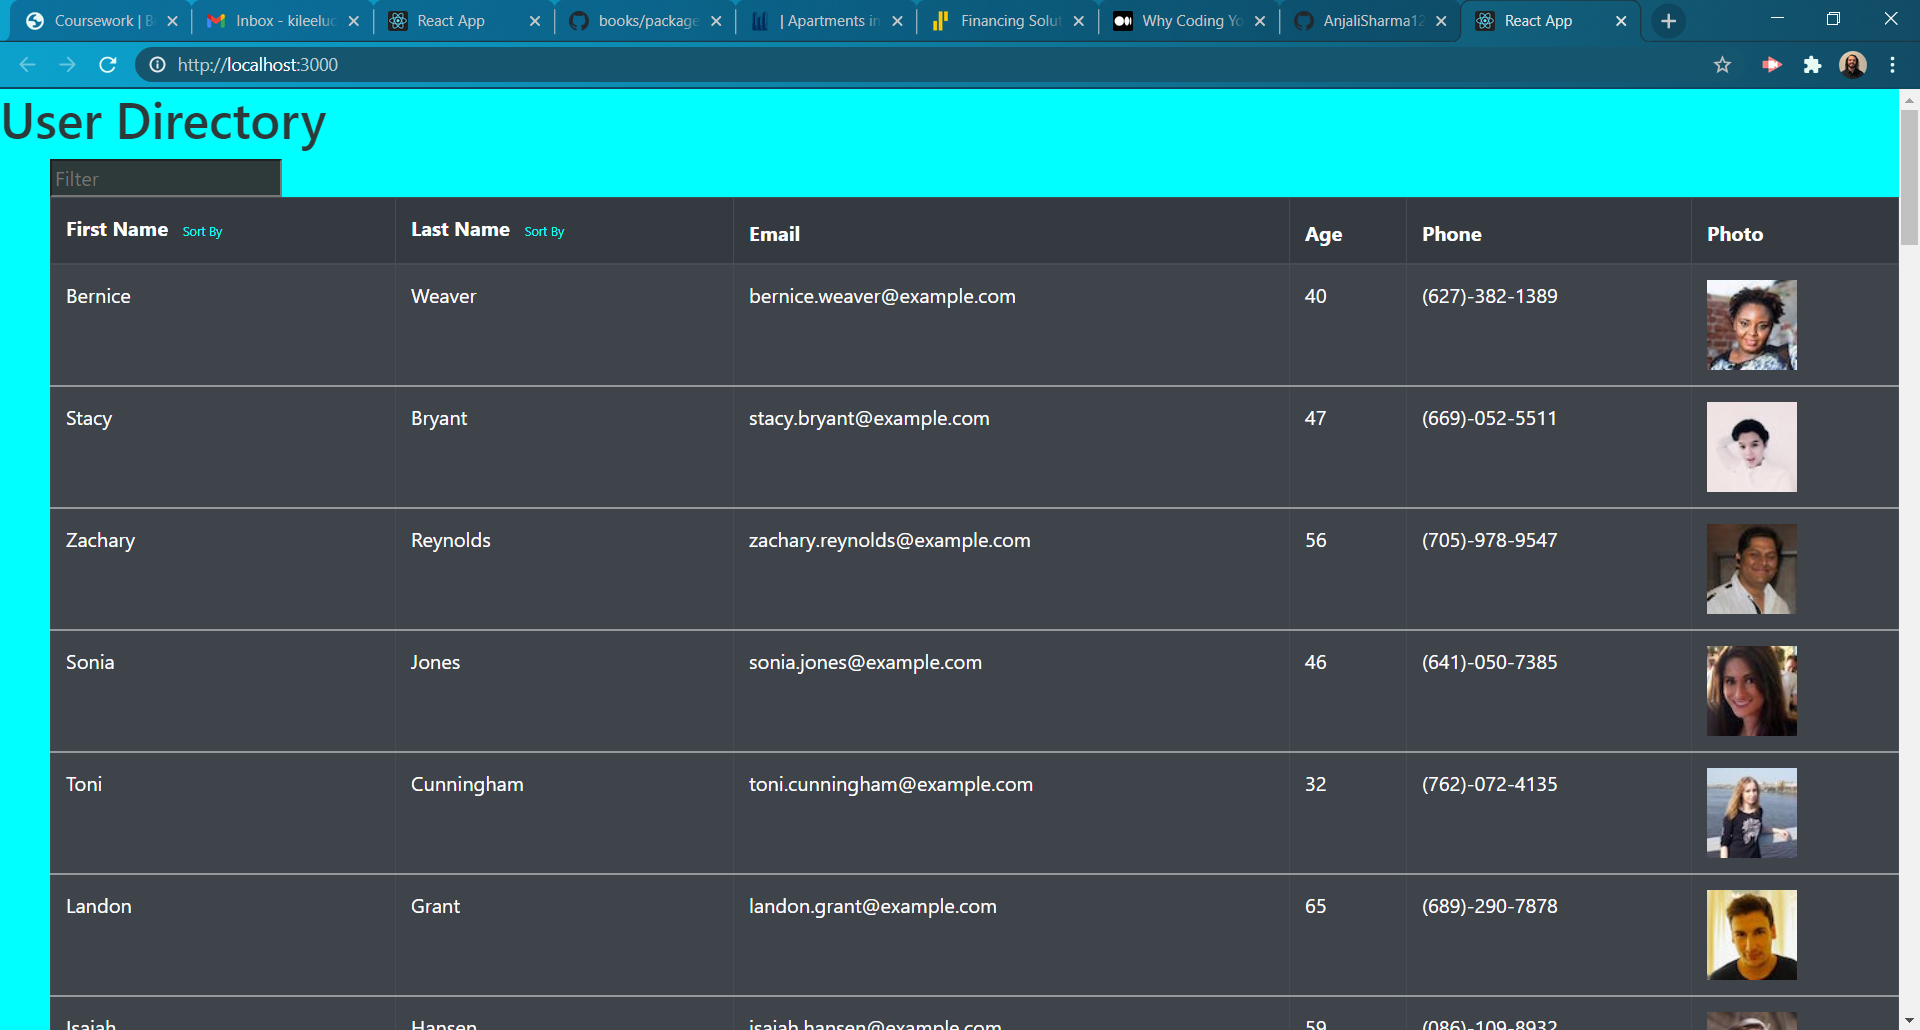 Coursework | B
Inbox - kileeluc
React App
books/package
| Apartments in
Financing Solut
Why Coding Yo
AnjaliSharma12
React App
http://localhost:3000
User Directory
Filter
First Name Sort By Last Name Sort By Email Age Phone Photo
Bernice Weaver bernice.weaver@example.com 40 (627)-382-1389
Stacy Bryant stacy.bryant@example.com 47 (669)-052-5511
Zachary Reynolds zachary.reynolds@example.com 56 (705)-978-9547
Sonia Jones sonia.jones@example.com 46 (641)-050-7385
Toni Cunningham toni.cunningham@example.com 32 (762)-072-4135
Landon Grant landon.grant@example.com 65 (689)-290-7878
Isaiah Hansen isaiah.hansen@example.com 59 (086)-109-8932